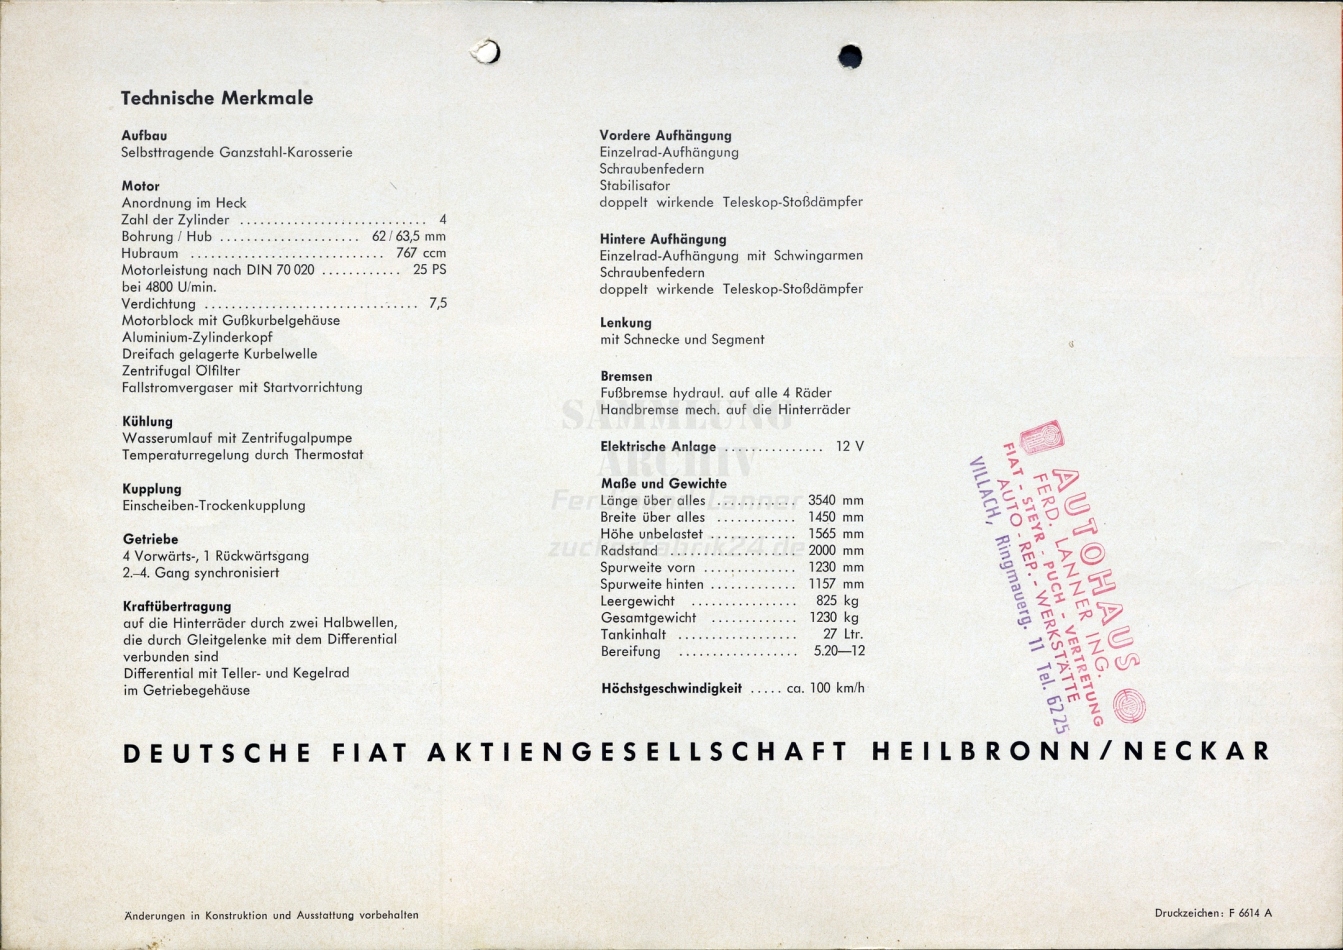 Technische Merkmale
Aufbau
Selbsttragende Ganzstahl-Karosserie
Motor
Anordnung im Heck
Zahl der Zylinder ............................ 4
Bohrung / Hub ..................... 62 / 63,5 mm
Hubraum ............................. 767 ccm
Motorleistung nach DIN 70 020 ............ 25 PS
bei 4800 U/min.
Verdichtung ................................ 7,5
Motorblock mit Gußkurbelgehäuse
Aluminium-Zylinderkopf
Dreifach gelagerte Kurbelwelle
Zentrifugal Ölfilter
Fallstromvergaser mit Startvorrichtung
Kühlung
Wasserumlauf mit Zentrifugalpumpe
Temperaturregelung durch Thermostat
Kupplung
Einscheiben-Trockenkupplung
Getriebe
4 Vorwärts-, 1 Rückwärtsgang
2.–4. Gang synchronisiert
Kraftübertragung
auf die Hinterräder durch zwei Halbwellen,
die durch Gleitgelenke mit dem Differential
verbunden sind
Differential mit Teller- und Kegelrad
im Getriebegehäuse
Vordere Aufhängung
Einzelrad-Aufhängung
Schraubenfedern
Stabilisator
doppelt wirkende Teleskop-Stoßdämpfer
Hintere Aufhängung
Einzelrad-Aufhängung mit Schwingarmen
Schraubenfedern
doppelt wirkende Teleskop-Stoßdämpfer
Lenkung
mit Schnecke und Segment
Bremsen
Fußbremse hydraul. auf alle 4 Räder
Handbremse mech. auf die Hinterräder
Elektrische Anlage ............... 12 V
Maße und Gewichte
Länge über alles ............ 3540 mm
Breite über alles ............ 1450 mm
Höhe unbelastet ............. 1565 mm
Radstand ................... 2000 mm
Spurweite vorn .............. 1230 mm
Spurweite hinten ............. 1157 mm
Leergewicht ................ 825 kg
Gesamtgewicht ............. 1230 kg
Tankinhalt .................. 27 Ltr.
Bereifung .................. 5.20—12
Höchstgeschwindigkeit ..... ca. 100 km/h
SAMMLUNG
ARCHIV
Ferdinand Lanner
zuckerfabrik24.de
AUTOHAUS
FERD. LANNER ING.
FIAT - STEYR - PUCH - VERTRETUNG
AUTO - REP. - WERKSTÄTTE
VILLACH, Ringmauerg. 11 Tel. 6225
DEUTSCHE FIAT AKTIENGESELLSCHAFT HEILBRONN/NECKAR
Änderungen in Konstruktion und Ausstattung vorbehalten
Druckzeichen: F 6614 A